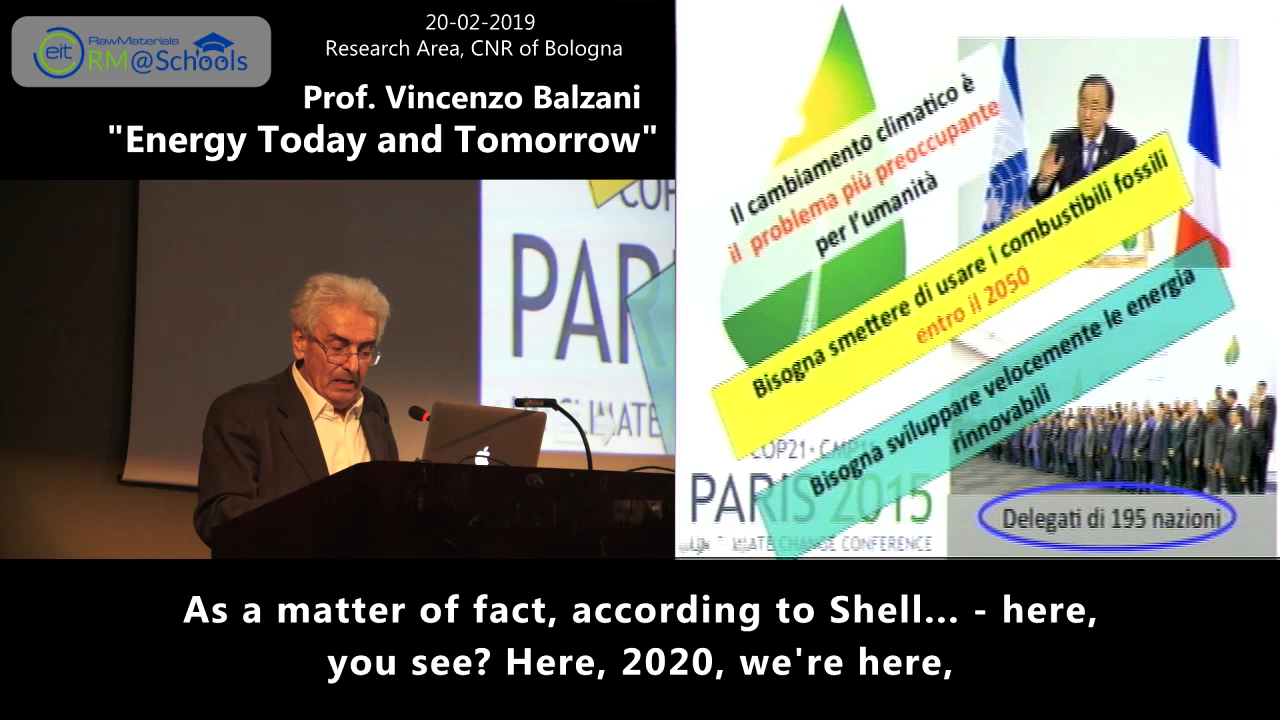 20-02-2019
Research Area, CNR of Bologna
eit RawMaterials
RM@Schools
Prof. Vincenzo Balzani
"Energy Today and Tomorrow"
COP
PAR
CLIMATE
Il cambiamento climatico è
il problema più preoccupante
per l'umanità
Bisogna smettere di usare i combustibili fossili
entro il 2050
Bisogna sviluppare velocemente le energia
rinnovabili
COP21·CMP11
PARIS 2015
CLIMATE CHANGE CONFERENCE
Delegati di 195 nazioni
As a matter of fact, according to Shell... - here,
you see? Here, 2020, we're here,